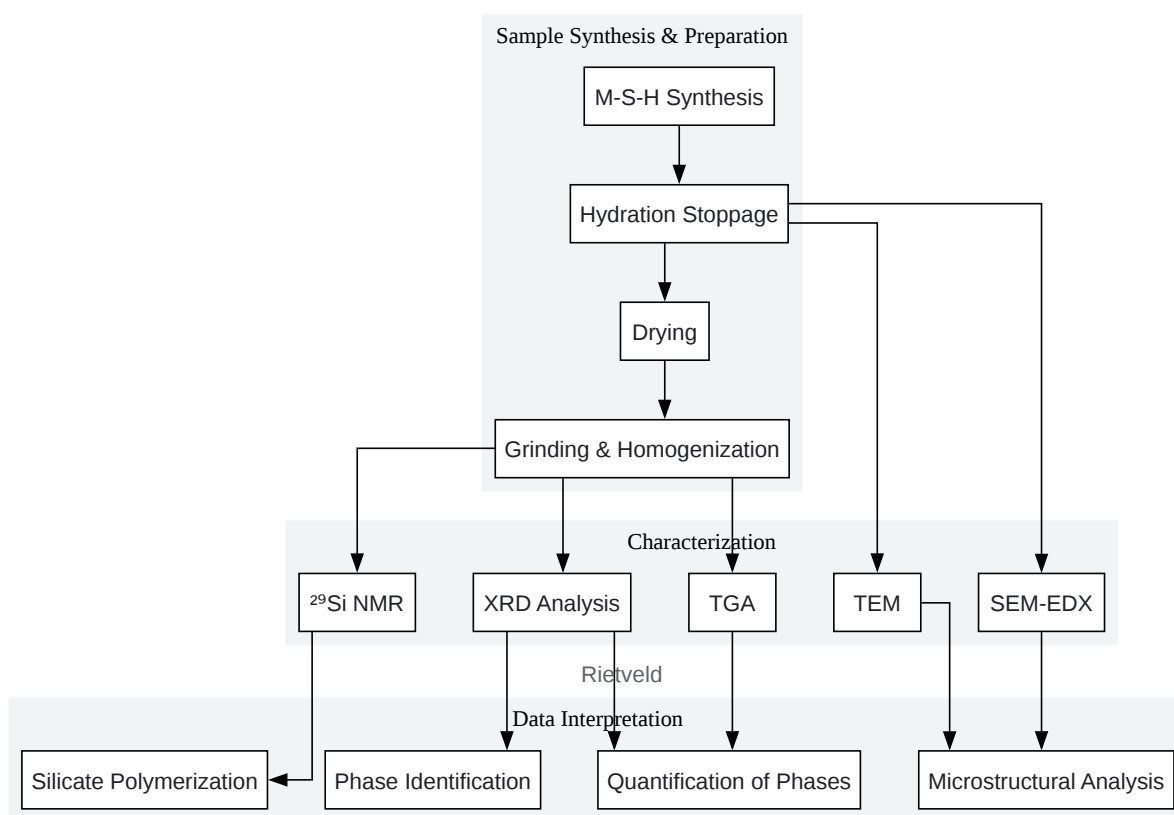 Sample Synthesis & Preparation
M-S-H Synthesis
Hydration Stoppage
Drying
Grinding & Homogenization
Characterization
²⁹Si NMR
XRD Analysis
TGA
TEM
SEM-EDX
Rietveld
Data Interpretation
Silicate Polymerization
Phase Identification
Quantification of Phases
Microstructural Analysis